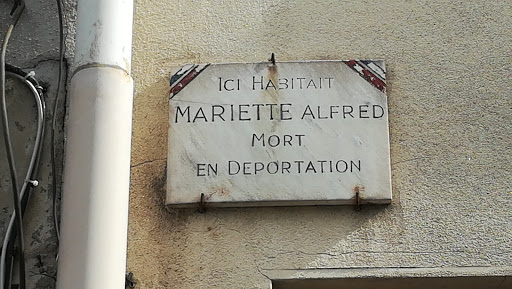 ICI HABITAIT
MARIETTE ALFRED
MORT
EN DEPORTATION